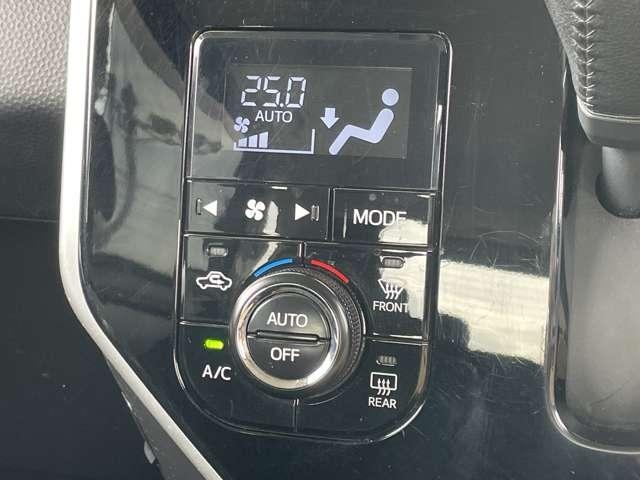 25.0
AUTO
MODE
FRONT
AUTO
OFF
A/C
REAR